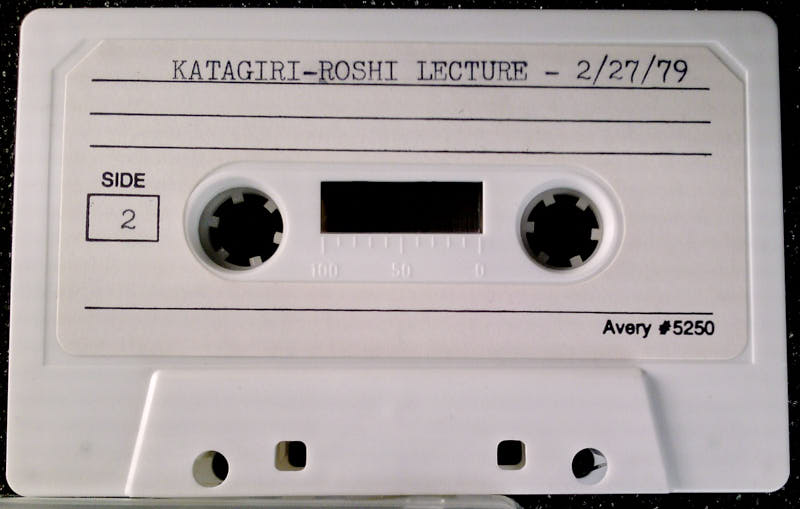 KATAGIRI-ROSHI LECTURE - 2/27/79
SIDE
2
100 50 0
Avery #5250